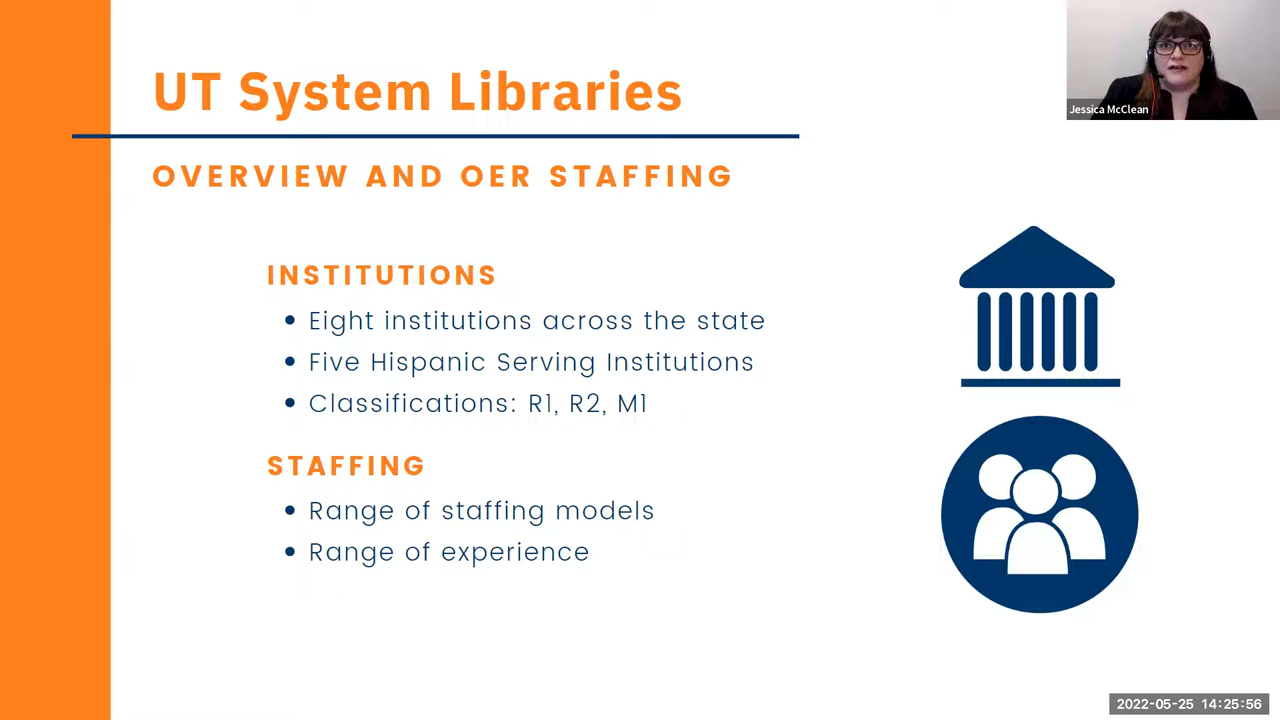 UT System Libraries
OVERVIEW AND OER STAFFING
INSTITUTIONS
• Eight institutions across the state
• Five Hispanic Serving Institutions
• Classifications: R1, R2, M1
STAFFING
• Range of staffing models
• Range of experience
Jessica McClean
2022-05-25 14:25:56